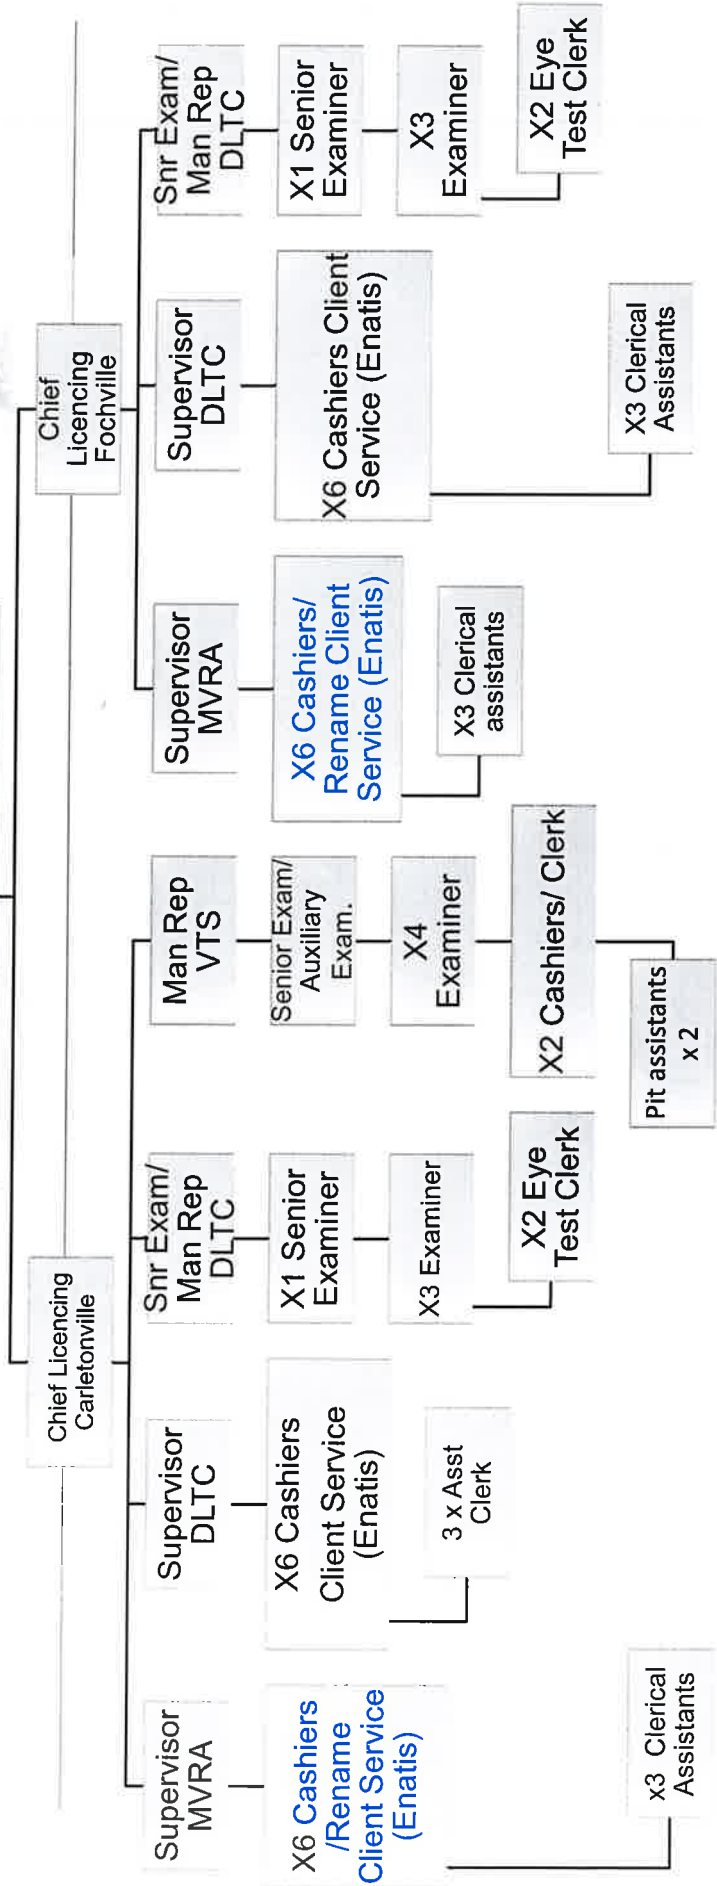 Chief Licencing
Carletonville
Chief
Licencing
Fochville
Supervisor
MVRA
Supervisor
DLTC
Snr Exam/
Man Rep
DLTC
Man Rep
VTS
Supervisor
MVRA
Supervisor
DLTC
Snr Exam/
Man Rep
DLTC
X6 Cashiers
/Rename
Client Service
(Enatis)
X6 Cashiers
Client Service
(Enatis)
X1 Senior
Examiner
Senior Exam/
Auxiliary
Exam.
X6 Cashiers/
Rename Client
Service (Enatis)
X6 Cashiers Client
Service (Enatis)
X1 Senior
Examiner
X3 Examiner
X4
Examiner
X3
Examiner
3 x Asst
Clerk
X2 Eye
Test Clerk
X2 Cashiers/ Clerk
X3 Clerical
assistants
X2 Eye
Test Clerk
x3 Clerical
Assistants
Pit assistants
x 2
X3 Clerical
Assistants